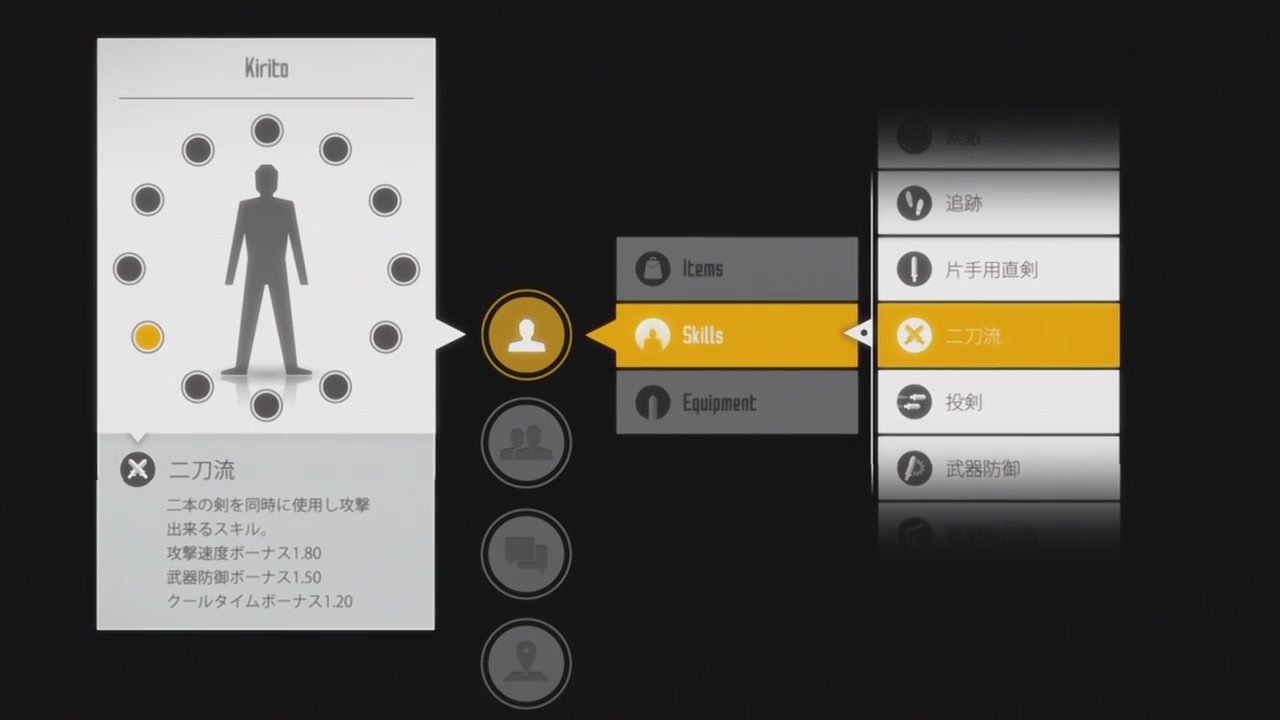 Kirito
二刀流
二本の剣を同時に使用し攻撃
出来るスキル。
攻撃速度ボーナス1.80
武器防御ボーナス1.50
クールタイムボーナス1.20
Items
Skills
Equipment
索敵
追跡
片手用直剣
二刀流
投剣
武器防御